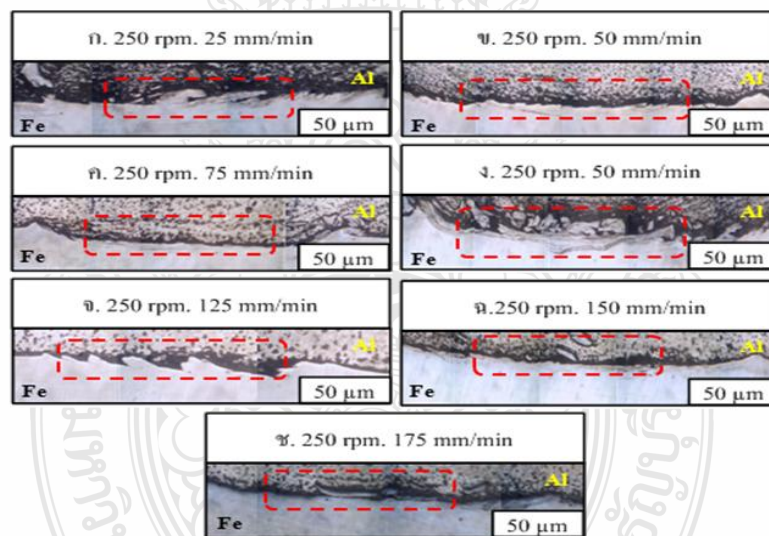 ก. 250 rpm. 25 mm/min
Al
Fe
50 µm
ข. 250 rpm. 50 mm/min
Al
Fe
50 µm
ค. 250 rpm. 75 mm/min
Al
Fe
50 µm
ง. 250 rpm. 50 mm/min
Al
Fe
50 µm
จ. 250 rpm. 125 mm/min
Al
Fe
50 µm
ฉ.250 rpm. 150 mm/min
Al
Fe
50 µm
ช. 250 rpm. 175 mm/min
Al
Fe
50 µm